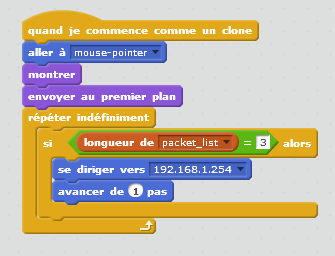 quand je commence comme un clone
aller à mouse-pointer
montrer
envoyer au premier plan
répéter indéfiniment
si longueur de packet_list = 3 alors
se diriger vers 192.168.1.254
avancer de 1 pas